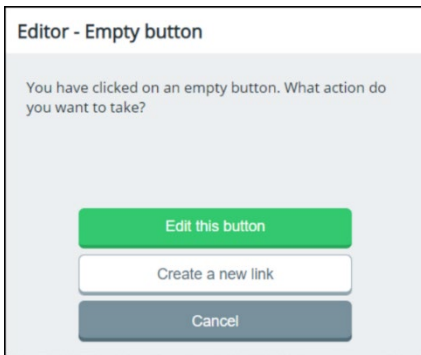 Editor - Empty button
You have clicked on an empty button. What action do
you want to take?
Edit this button
Create a new link
Cancel